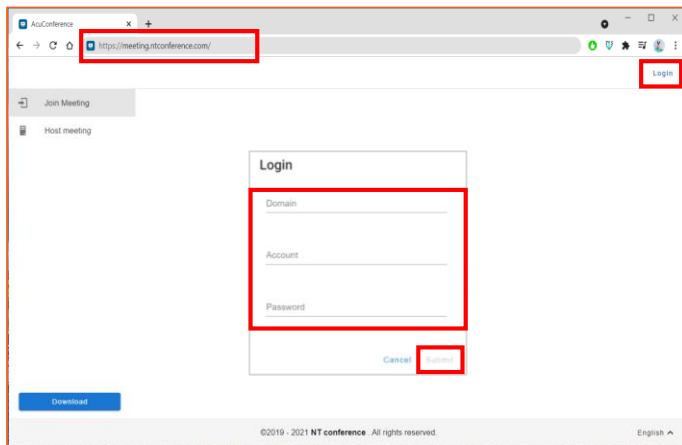 AcuConference
https://meeting.ntconference.com/
Login
Join Meeting
Host meeting
Login
Domain
Account
Password
Cancel Submit
Download
©2019 - 2021 NT conference. All rights reserved.
English